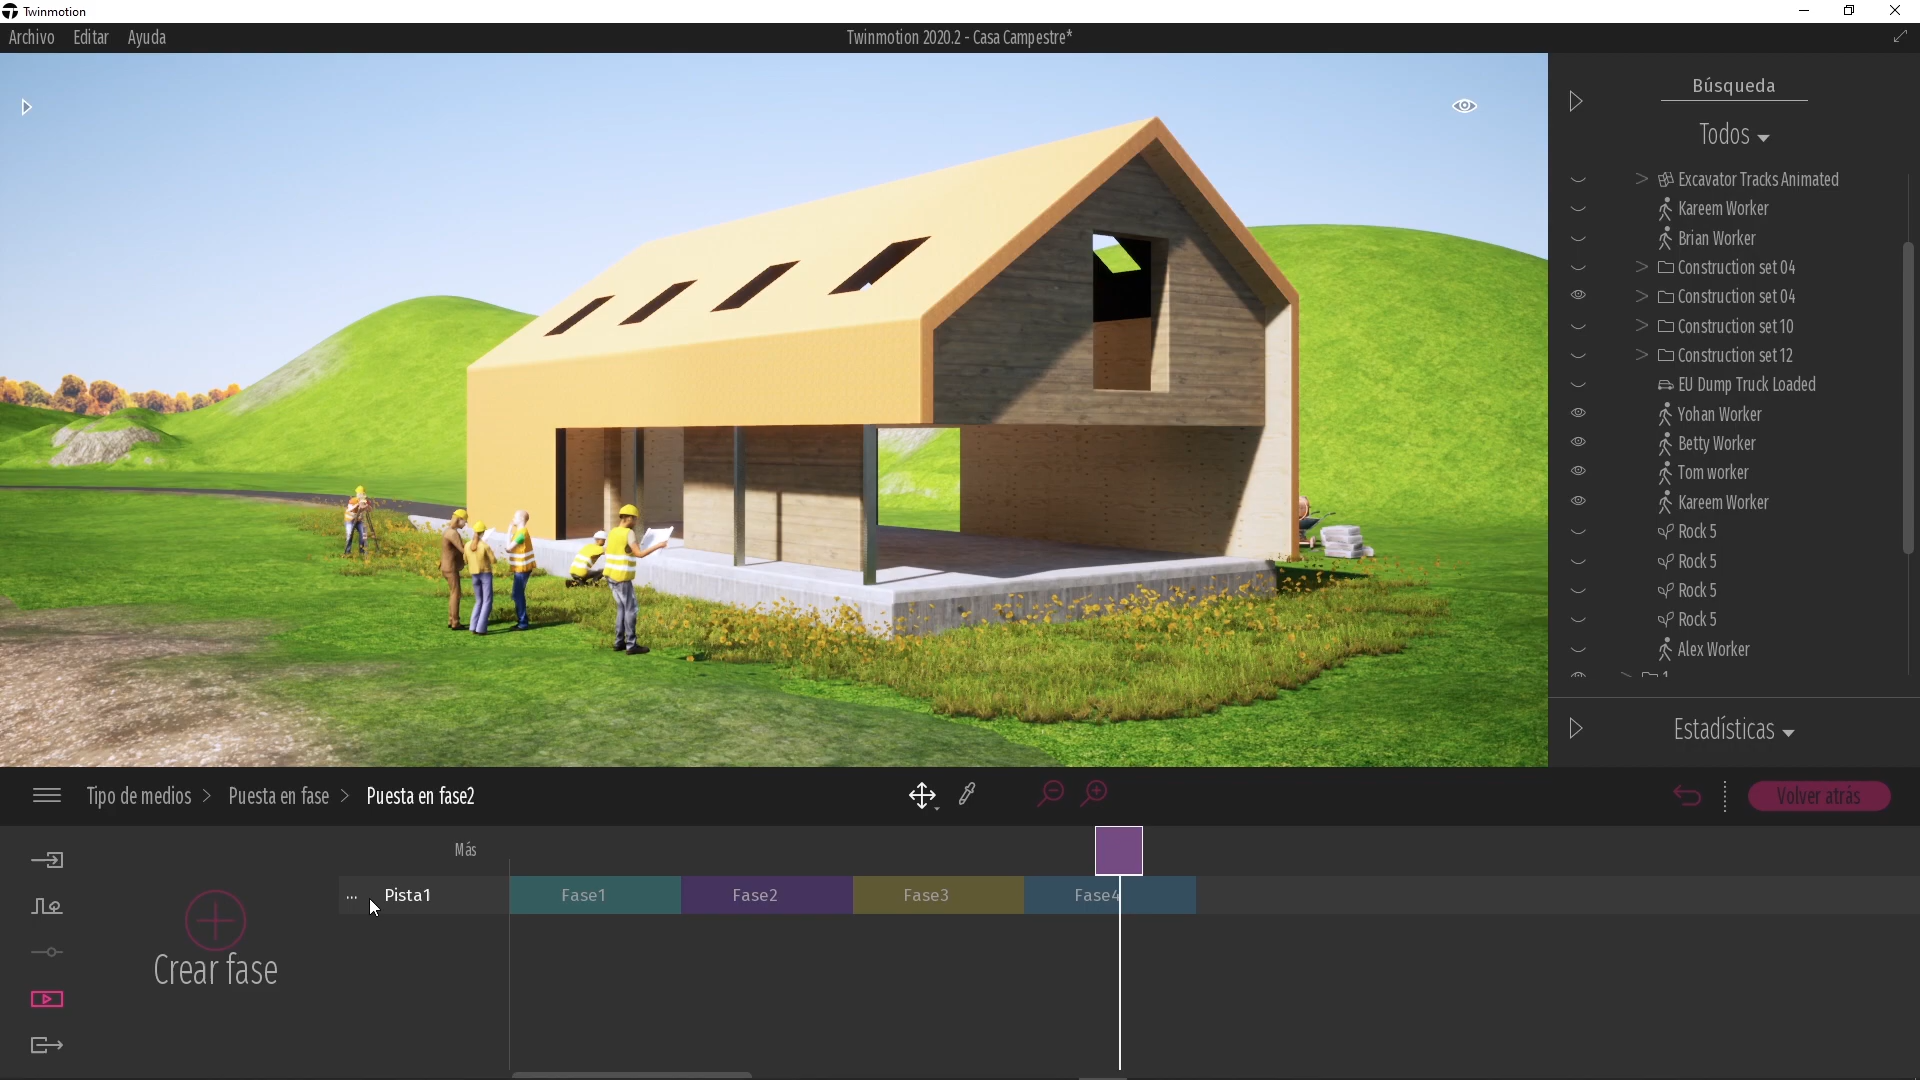 Twinmotion
Archivo Editar Ayuda
Twinmotion 2020.2 - Casa Campestre*
Búsqueda
Todos
Excavator Tracks Animated
Kareem Worker
Brian Worker
Construction set 04
Construction set 04
Construction set 10
Construction set 12
EU Dump Truck Loaded
Yohan Worker
Betty Worker
Tom worker
Kareem Worker
Rock 5
Rock 5
Rock 5
Rock 5
Alex Worker
1
Estadísticas
Tipo de medios > Puesta en fase > Puesta en fase2
Volver atrás
Más
... Pista1 Fase1 Fase2 Fase3 Fase4
Crear fase